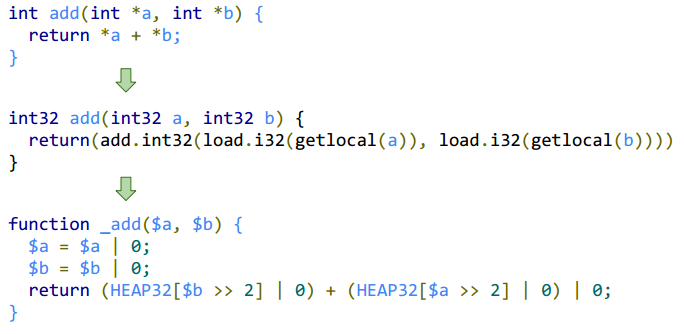 int add(int *a, int *b) {
  return *a + *b;
}
int32 add(int32 a, int32 b) {
  return(add.int32(load.i32(getlocal(a)), load.i32(getlocal(b))))
}
function _add($a, $b) {
  $a = $a | 0;
  $b = $b | 0;
  return (HEAP32[$b >> 2] | 0) + (HEAP32[$a >> 2] | 0) | 0;
}